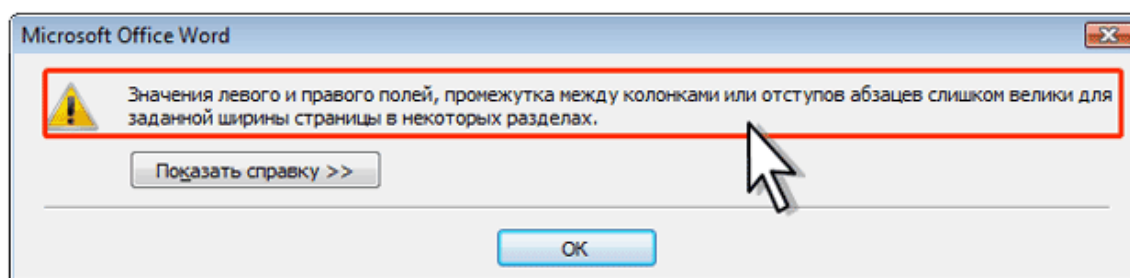 Microsoft Office Word
Значения левого и правого полей, промежутка между колонками или отступов абзацев слишком велики для
заданной ширины страницы в некоторых разделах.
Показать справку >>
ОК